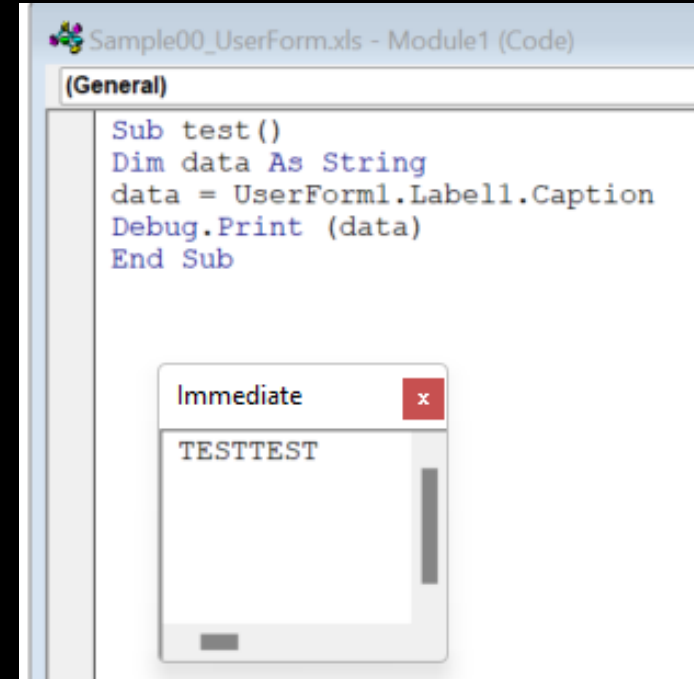 Sample00_UserForm.xls - Module1 (Code)
(General)
Sub test()
Dim data As String
data = UserForm1.Label1.Caption
Debug.Print (data)
End Sub
Immediate
x
TESTTEST